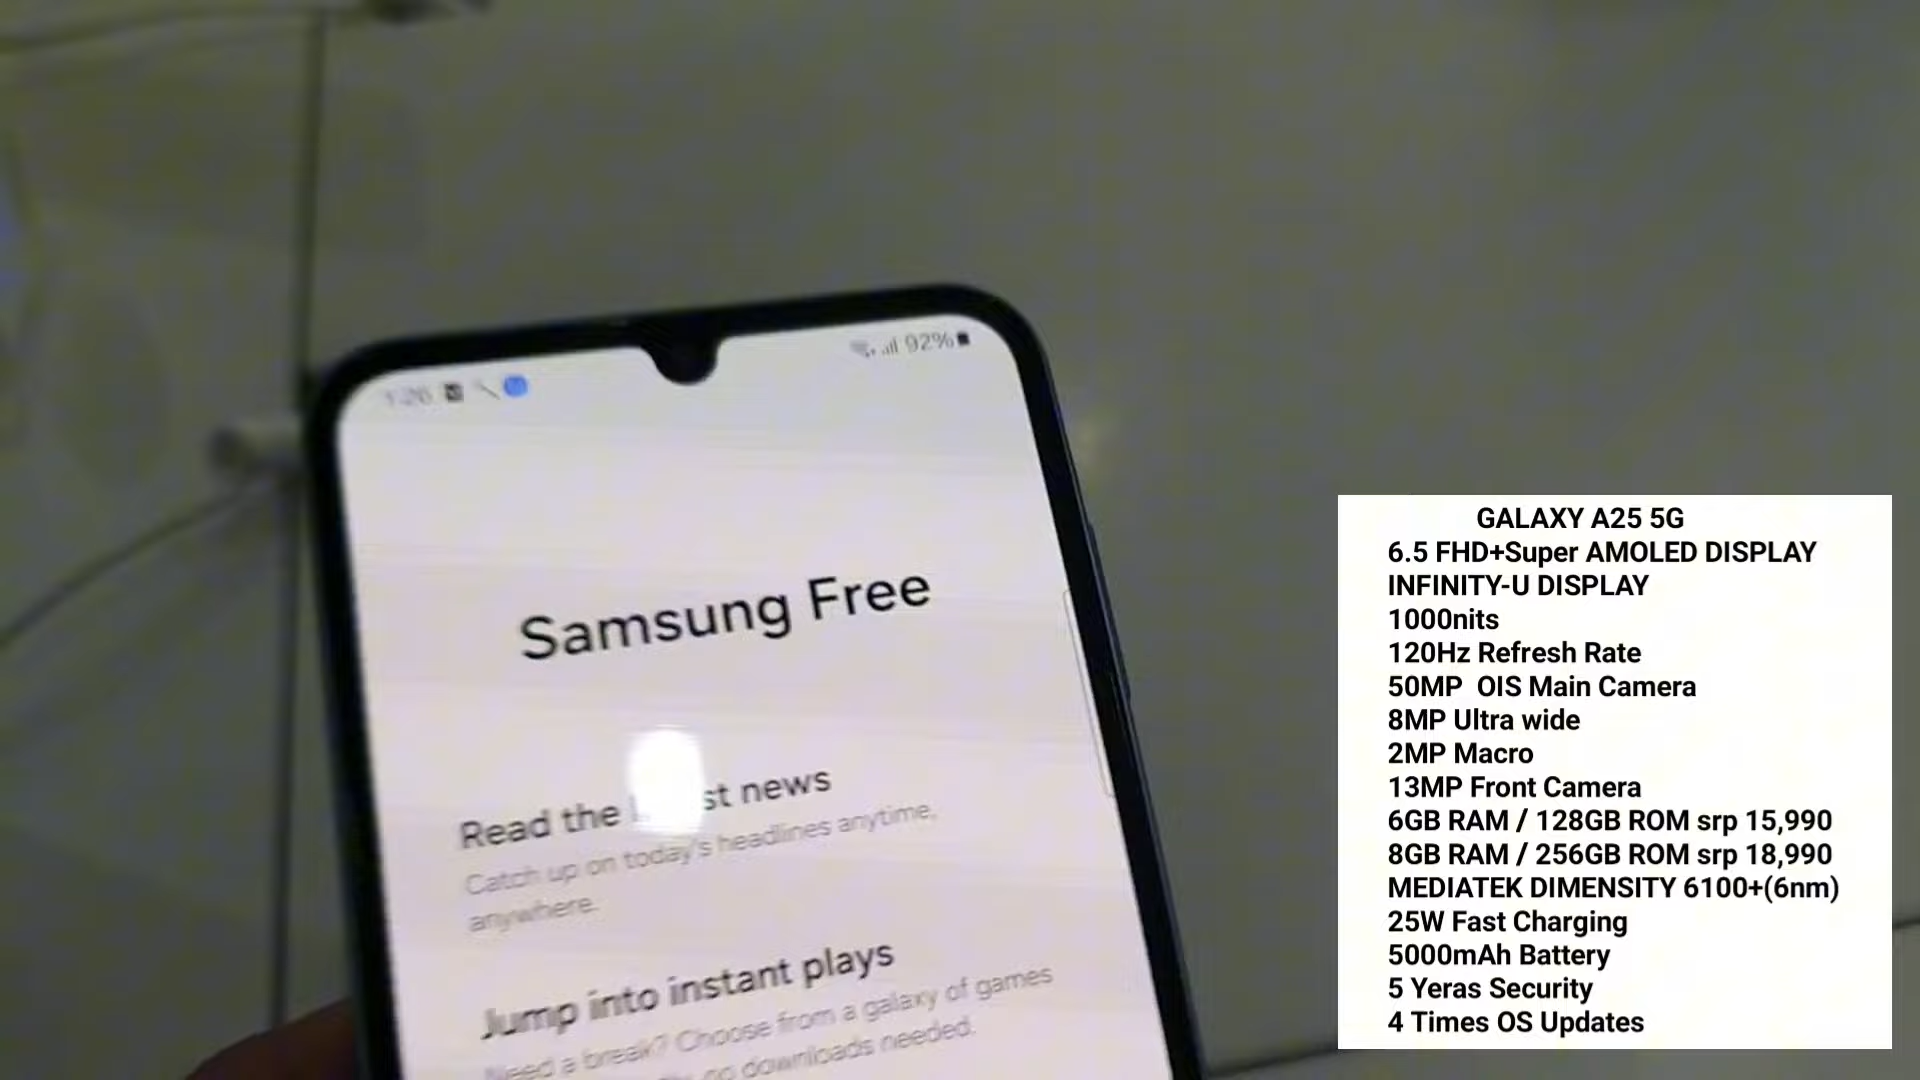 1:26 92%
Samsung Free
Read the st news
Catch up on today's headlines anytime,
anywhere.
Jump into instant plays
Need a break? Choose from a galaxy of games
no downloads needed.
GALAXY A25 5G
6.5 FHD+Super AMOLED DISPLAY
INFINITY-U DISPLAY
1000nits
120Hz Refresh Rate
50MP  OIS Main Camera
8MP Ultra wide
2MP Macro
13MP Front Camera
6GB RAM / 128GB ROM srp 15,990
8GB RAM / 256GB ROM srp 18,990
MEDIATEK DIMENSITY 6100+(6nm)
25W Fast Charging
5000mAh Battery
5 Yeras Security
4 Times OS Updates